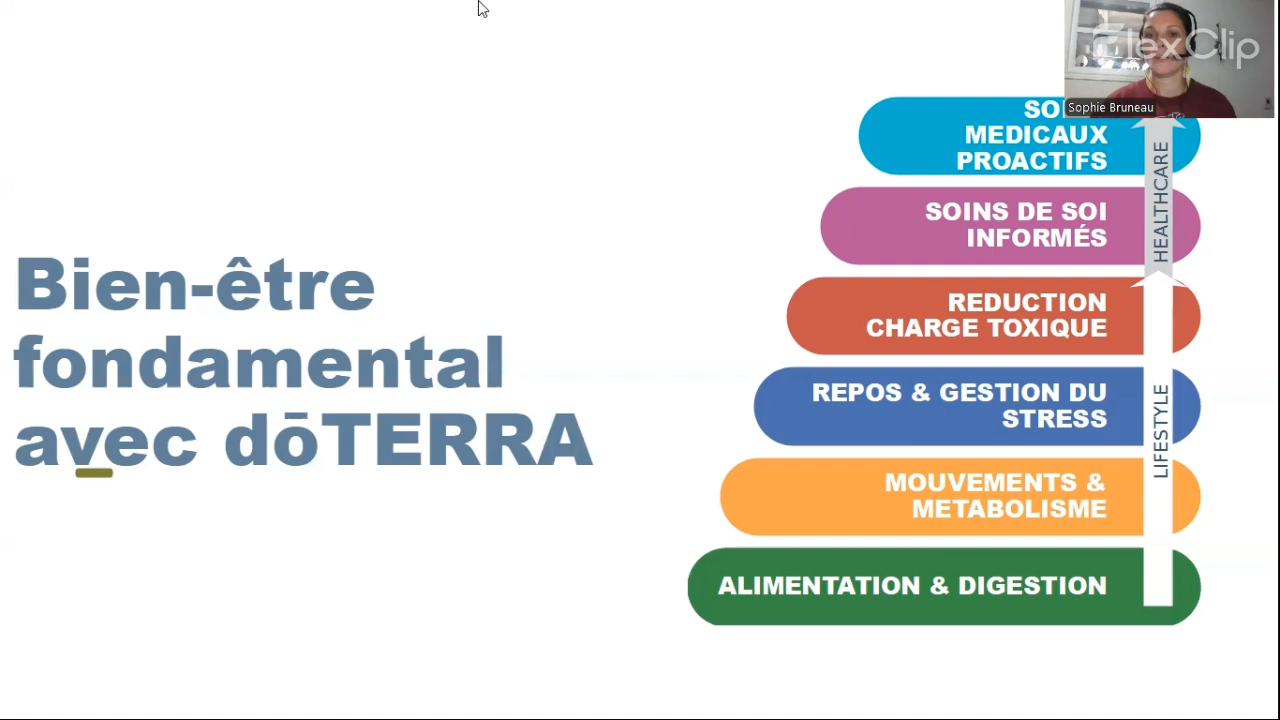 Bien-être
fondamental
avec dōTERRA
FlexClip
Sophie Bruneau
MEDICAUX
PROACTIFS
SOINS DE SOI
INFORMÉS
REDUCTION
CHARGE TOXIQUE
REPOS & GESTION DU
STRESS
MOUVEMENTS &
METABOLISME
ALIMENTATION & DIGESTION
HEALTHCARE
LIFESTYLE